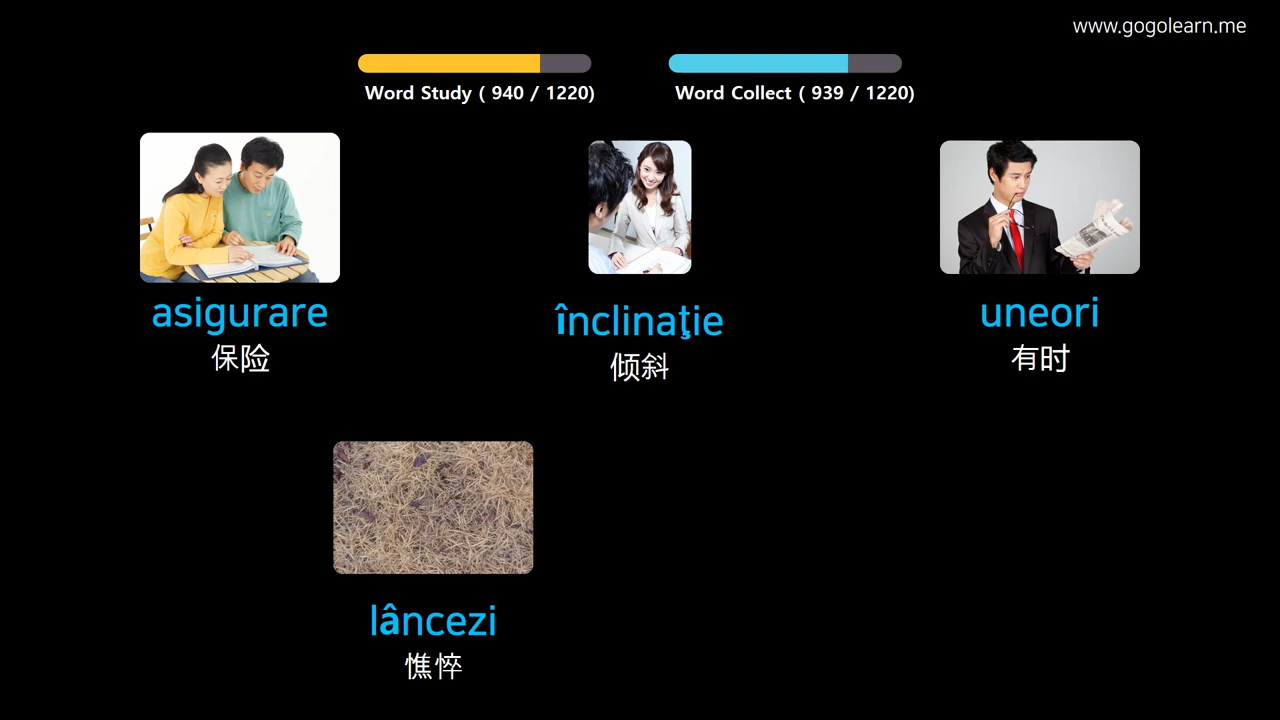 www.gogolearn.me
Word Study ( 940 / 1220)
Word Collect ( 939 / 1220)
asigurare
保险
înclinaţie
倾斜
uneori
有时
lâncezi
憔悴